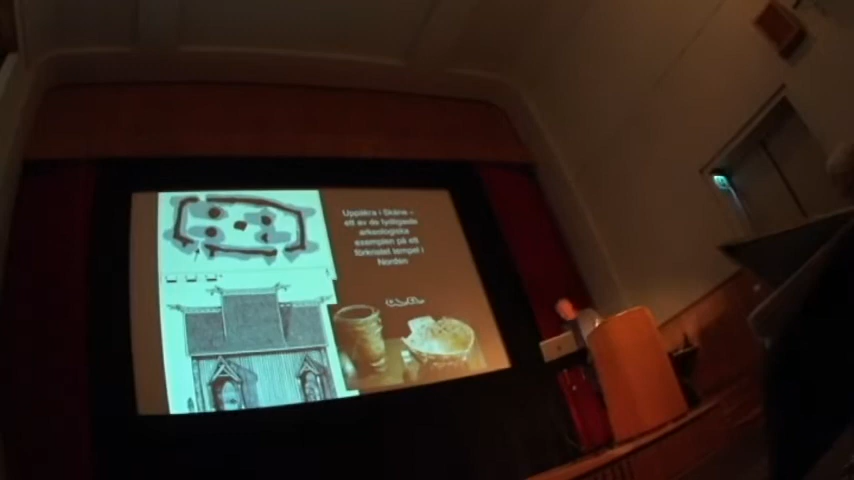 Uppåkra i Skåne –
ett av de tydligaste
arkeologiska
exemplen på ett
förkristet tempel i
Norden